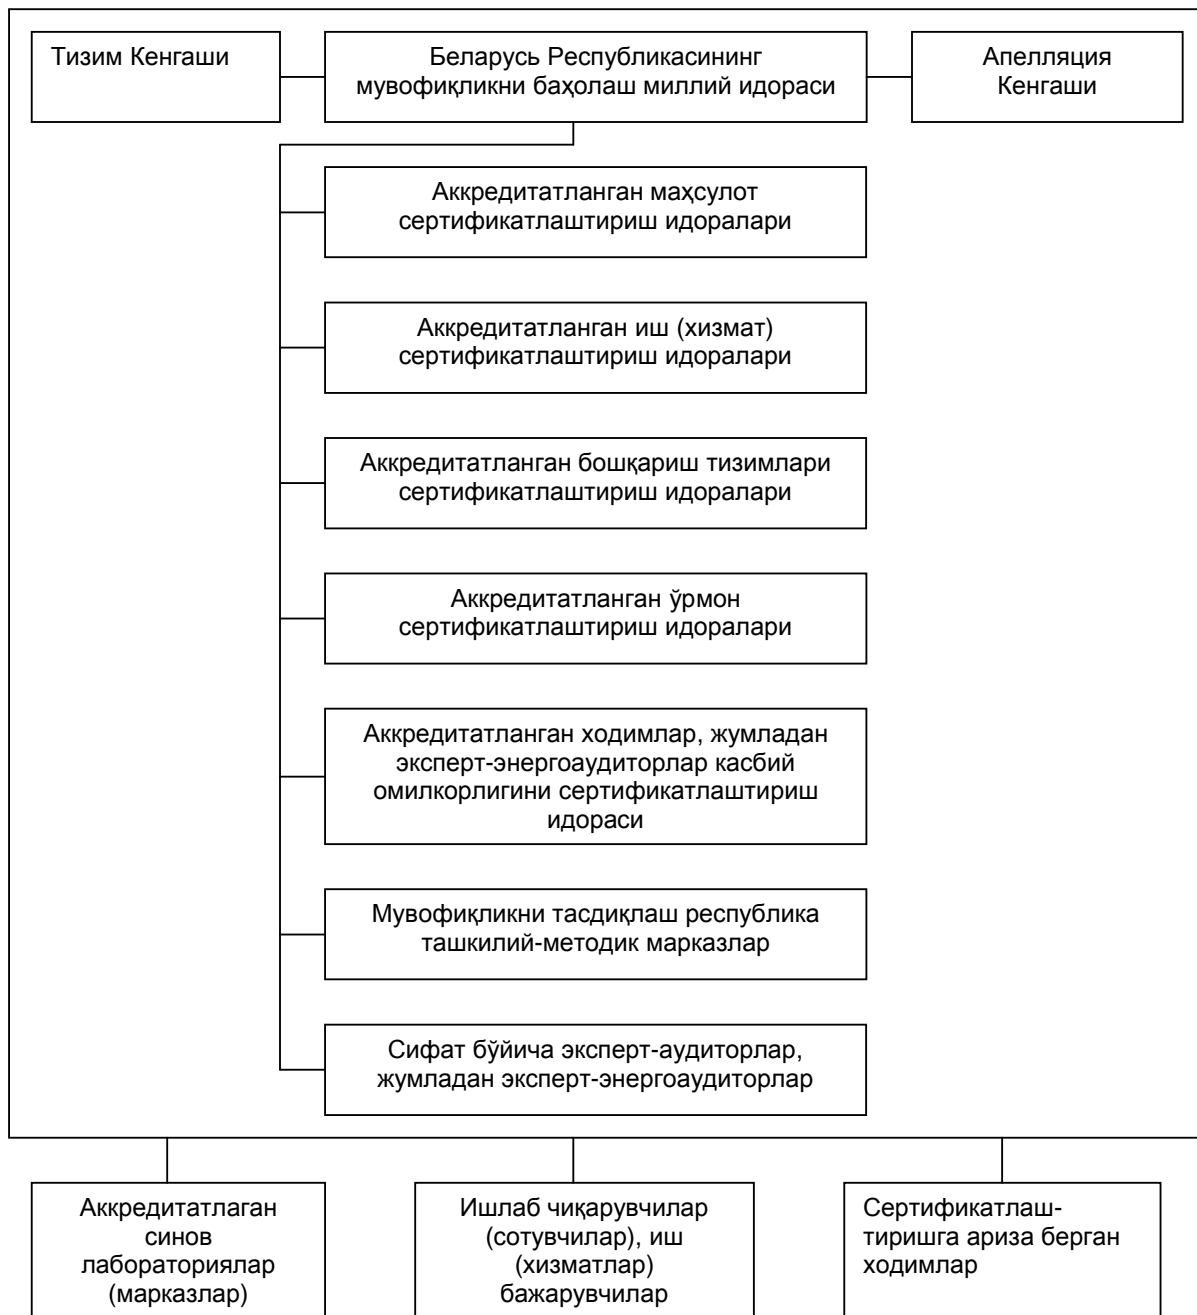 Тизим Кенгаши
Беларусь Республикасининг
мувофиқликни баҳолаш миллий идораси
Апелляция
Кенгаши
Аккредитатланган маҳсулот
сертификатлаштириш идоралари
Аккредитатланган иш (хизмат)
сертификатлаштириш идоралари
Аккредитатланган бошқариш тизимлари
сертификатлаштириш идоралари
Аккредитатланган ўрмон
сертификатлаштириш идоралари
Аккредитатланган ходимлар, жумладан
эксперт-энергоаудиторлар касбий
омилкорлигини сертификатлаштириш
идораси
Мувофиқликни тасдиқлаш республика
ташкилий-методик марказлар
Сифат бўйича эксперт-аудиторлар,
жумладан эксперт-энергоаудиторлар
Аккредитатлаган
синов
лабораториялар
(марказлар)
Ишлаб чиқарувчилар
(сотувчилар), иш
(хизматлар)
бажарувчилар
Сертификатлаш-
тиришга ариза берган
ходимлар